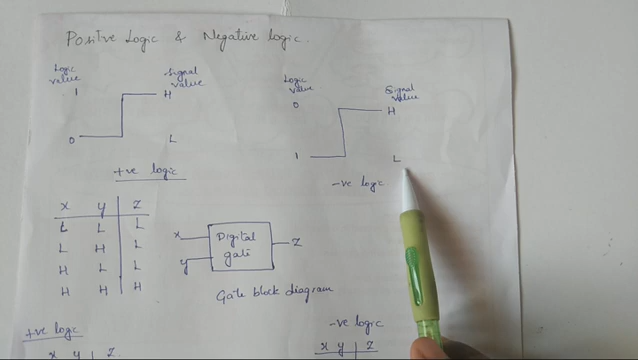 Positve Logic & Negative logic.
Logic value
Signal value
1
H
0
L
+ve logic
Logic value
Signal value
0
H
1
L
-ve logic
x y z
L L L
L H L
H L L
H H H
x
y
Digital gate
z
Gate block diagram
+ve logic
x y z
-ve logic
x y z